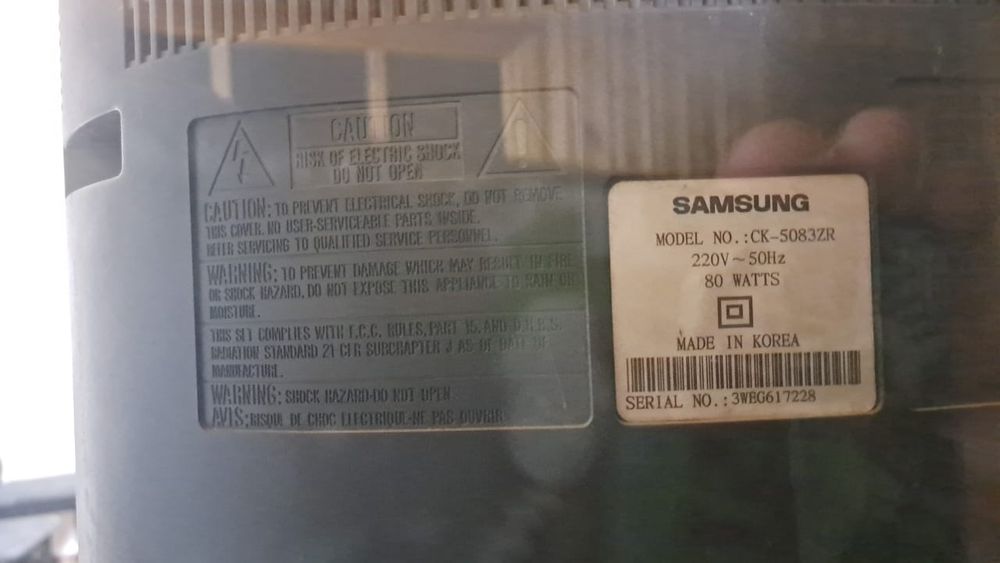 CAUTION
RISK OF ELECTRIC SHOCK
DO NOT OPEN
CAUTION: TO PREVENT ELECTRICAL SHOCK, DO NOT REMOVE
THIS COVER. NO USER-SERVICEABLE PARTS INSIDE.
REFER SERVICING TO QUALIFIED SERVICE PERSONNEL.
WARNING: TO PREVENT DAMAGE WHICH MAY RESULT IN FIRE
OR SHOCK HAZARD, DO NOT EXPOSE THIS APPLIANCE TO RAIN OR
MOISTURE.
THIS SET COMPLIES WITH F.C.C. RULES, PART 15. AND D.H.H.S.
RADIATION STANDARD 21 CFR SUBCHAPTER J AS OF DATE OF
MANUFACTURE.
WARNING: SHOCK HAZARD-DO NOT OPEN
AVIS: RISQUE DE CHOC ELECTRIQUE-NE PAS OUVRIR
SAMSUNG
MODEL NO.:CK-5083ZR
220V~50Hz
80 WATTS
MADE IN KOREA
SERIAL NO.:3WEG617228